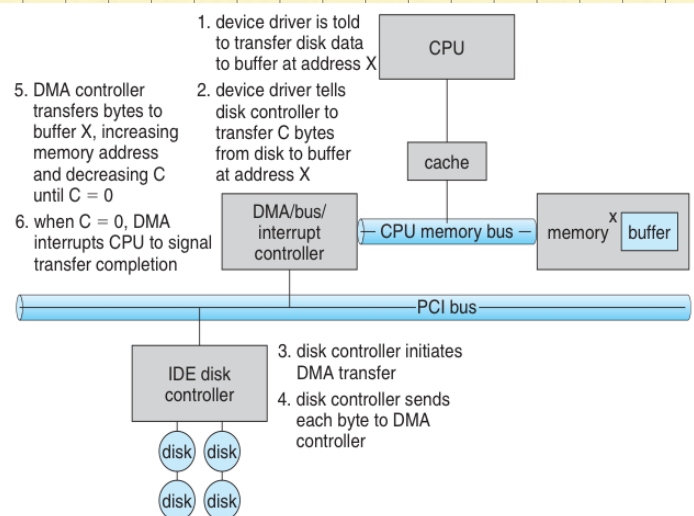 1. device driver is told
to transfer disk data
to buffer at address X
CPU
5. DMA controller
transfers bytes to
buffer X, increasing
memory address
and decreasing C
until C = 0
2. device driver tells
disk controller to
transfer C bytes
from disk to buffer
at address X
cache
6. when C = 0, DMA
interrupts CPU to signal
transfer completion
DMA/bus/
interrupt
controller
CPU memory bus
memory
X
buffer
PCI bus
IDE disk
controller
3. disk controller initiates
DMA transfer
4. disk controller sends
each byte to DMA
controller
disk
disk
disk
disk